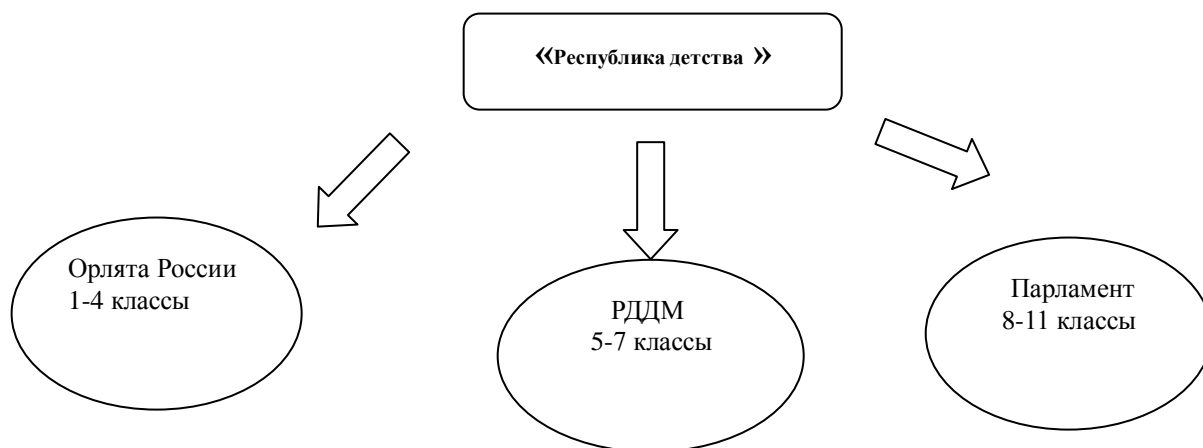 «Республика детства »
Орлята России
1-4 классы
РДДМ
5-7 классы
Парламент
8-11 классы